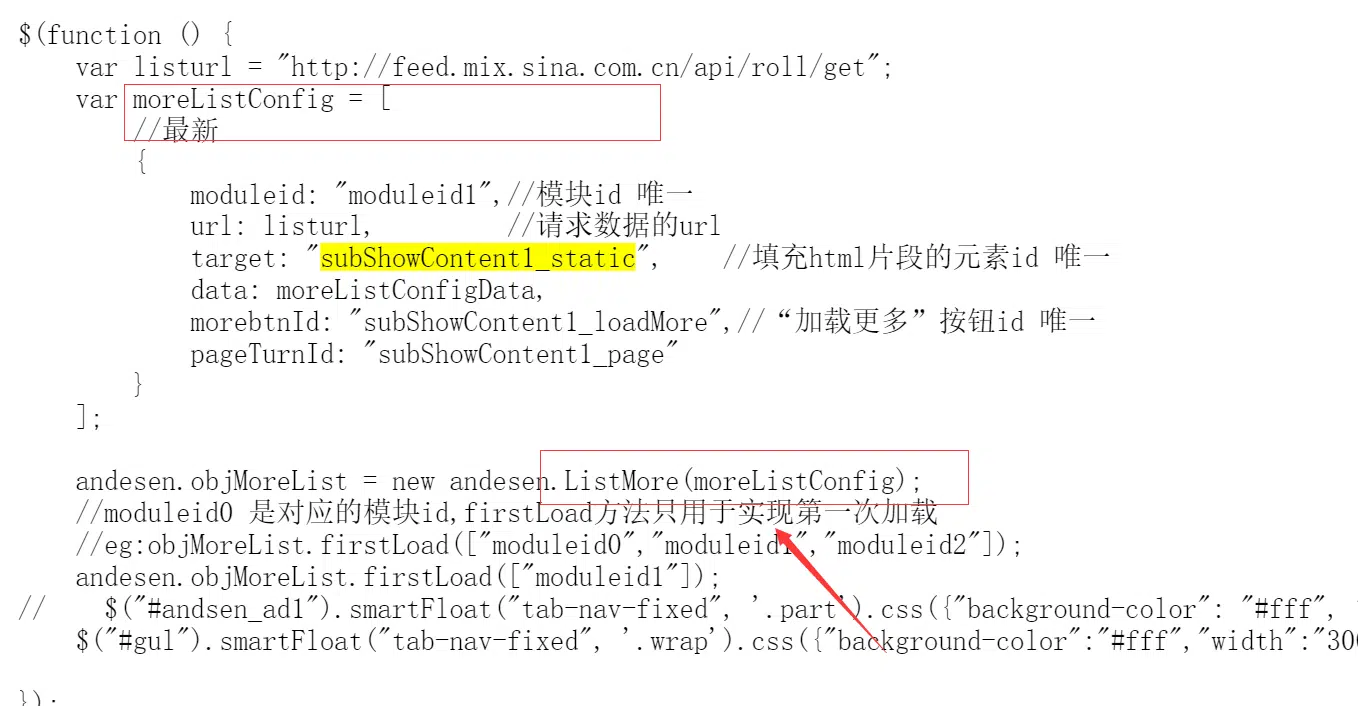 $(function () {
    var listurl = "http://feed.mix.sina.com.cn/api/roll/get";
    var moreListConfig = [
        //最新
        {
            moduleid: "moduleid1",//模块id 唯一
            url: listurl,          //请求数据的url
            target: "subShowContent1_static",     //填充html片段的元素id 唯一
            data: moreListConfigData,
            morebtnId: "subShowContent1_loadMore",//“加载更多”按钮id 唯一
            pageTurnId: "subShowContent1_page"
        }
    ];
    andesen.objMoreList = new andesen.ListMore(moreListConfig);
    //moduleid0 是对应的模块id,firstLoad方法只用于实现第一次加载
    //eg:objMoreList.firstLoad(["moduleid0","moduleid1","moduleid2"]);
    andesen.objMoreList.firstLoad(["moduleid1"]);
//    $("#andsen_ad1").smartFloat("tab-nav-fixed", '.part').css({"background-color": "#fff",
    $("#gul").smartFloat("tab-nav-fixed", '.wrap').css({"background-color":"#fff","width":"300
});